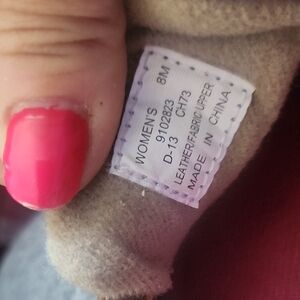 WOMEN'S 8M
9102823
D-13 CH73
LEATHER/FABRIC UPPER
MADE IN CHINA